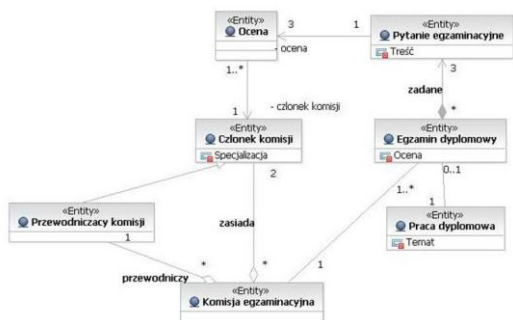 «Entity»
Ocena
3
1
«Entity»
Pytanie egzaminacyjne
Treść
- ocena
1..*
3
zadane
1
- członek komisji
*
«Entity»
Członek komisji
Specjalizacja
«Entity»
Egzamin dyplomowy
Ocena
2
1..*
0..1
«Entity»
Przewodniczacy komisji
zasiada
1
«Entity»
Praca dyplomowa
Temat
1
przewodniczy
*
*
1
«Entity»
Komisja egzaminacyjna